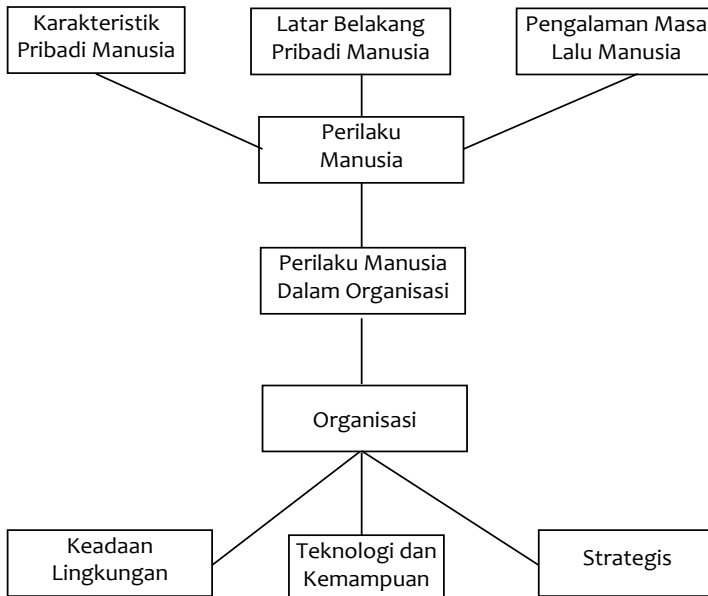 Karakteristik
Pribadi Manusia
Latar Belakang
Pribadi Manusia
Pengalaman Masa
Lalu Manusia
Perilaku
Manusia
Perilaku Manusia
Dalam Organisasi
Organisasi
Keadaan
Lingkungan
Teknologi dan
Kemampuan
Strategis